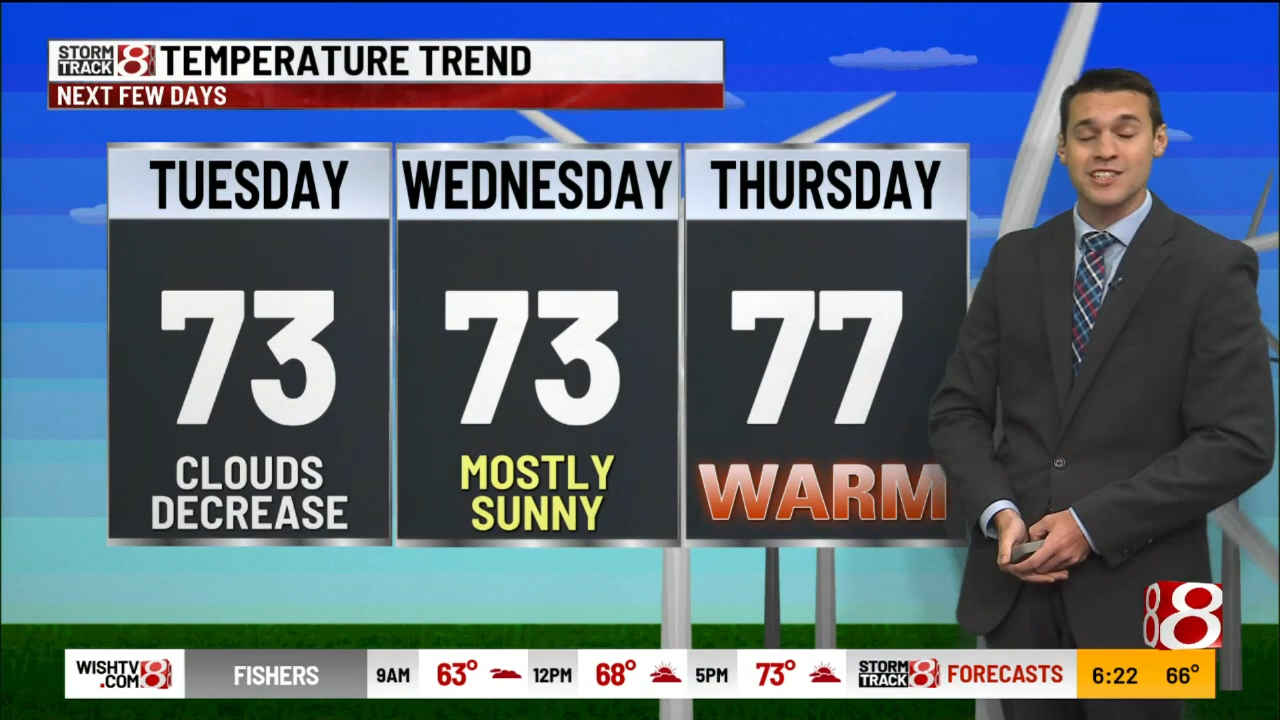 STORM TRACK 8 TEMPERATURE TREND
NEXT FEW DAYS
TUESDAY
73
CLOUDS
DECREASE
WEDNESDAY
73
MOSTLY
SUNNY
THURSDAY
77
WARM
8 8
WISHTV.COM 8 FISHERS 9AM 63° 12PM 68° 5PM 73° STORM TRACK 8 FORECASTS 6:22 66°